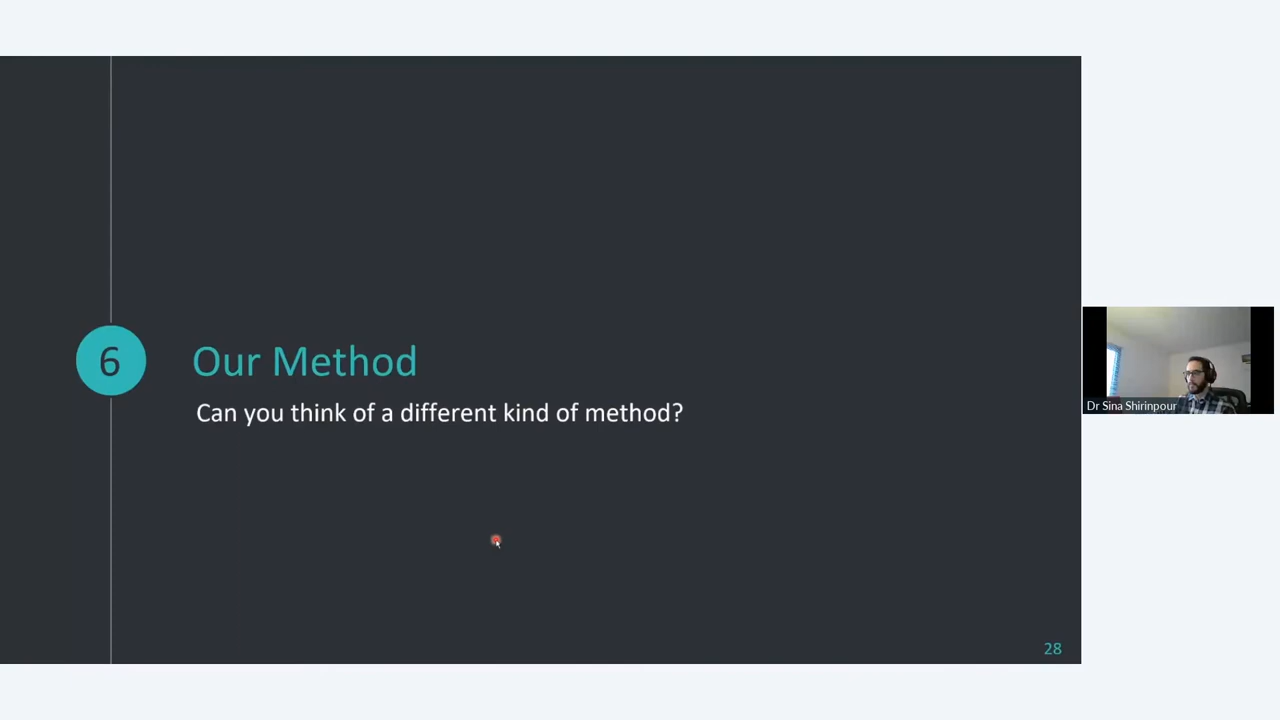 6
Our Method
Can you think of a different kind of method?
Dr Sina Shirinpour
28